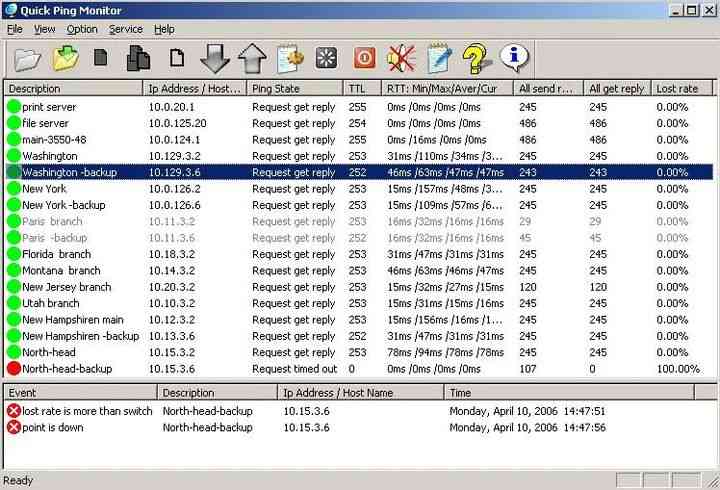 Quick Ping Monitor
File View Option Service Help
Description Ip Address / Host... Ping State TTL RTT: Min/Max/Aver/Cur All send r... All get reply Lost rate
print server 10.0.20.1 Request get reply 255 0ms /0ms /0ms /0ms 245 245 0.00%
file server 10.0.125.20 Request get reply 254 0ms /0ms /0ms /0ms 486 486 0.00%
main-3550-48 10.0.124.1 Request get reply 255 0ms /16ms /0ms /0ms 486 486 0.00%
Washington 10.129.3.2 Request get reply 253 31ms /110ms /34ms /3... 245 245 0.00%
Washington -backup 10.129.3.6 Request get reply 252 46ms /63ms /47ms /47ms 243 243 0.00%
New York 10.0.126.2 Request get reply 253 15ms /157ms /48ms /3... 245 245 0.00%
New York -backup 10.0.126.6 Request get reply 253 15ms /109ms /57ms /6... 245 245 0.00%
Paris branch 10.11.3.2 Request get reply 253 16ms /32ms /16ms /16ms 29 29 0.00%
Paris -backup 10.11.3.6 Request get reply 252 16ms /32ms /16ms /16ms 45 45 0.00%
Florida branch 10.18.3.2 Request get reply 253 31ms /47ms /31ms /31ms 245 245 0.00%
Montana branch 10.14.3.2 Request get reply 253 46ms /63ms /46ms /47ms 245 245 0.00%
New Jersey branch 10.20.3.2 Request get reply 253 15ms /32ms /27ms /15ms 120 120 0.00%
Utah branch 10.10.3.2 Request get reply 253 15ms /31ms /15ms /16ms 245 245 0.00%
New Hampshiren main 10.12.3.2 Request get reply 253 15ms /156ms /16ms /1... 245 245 0.00%
New Hampshiren -backup 10.13.3.6 Request get reply 252 31ms /47ms /31ms /31ms 245 245 0.00%
North-head 10.15.3.2 Request get reply 253 78ms /94ms /78ms /78ms 245 245 0.00%
North-head-backup 10.15.3.6 Request timed out 0 0ms /0ms /0ms /0ms 107 0 100.00%
Event Description Ip Address / Host Name Time
lost rate is more than switch North-head-backup 10.15.3.6 Monday, April 10, 2006 14:47:51
point is down North-head-backup 10.15.3.6 Monday, April 10, 2006 14:47:56
Ready